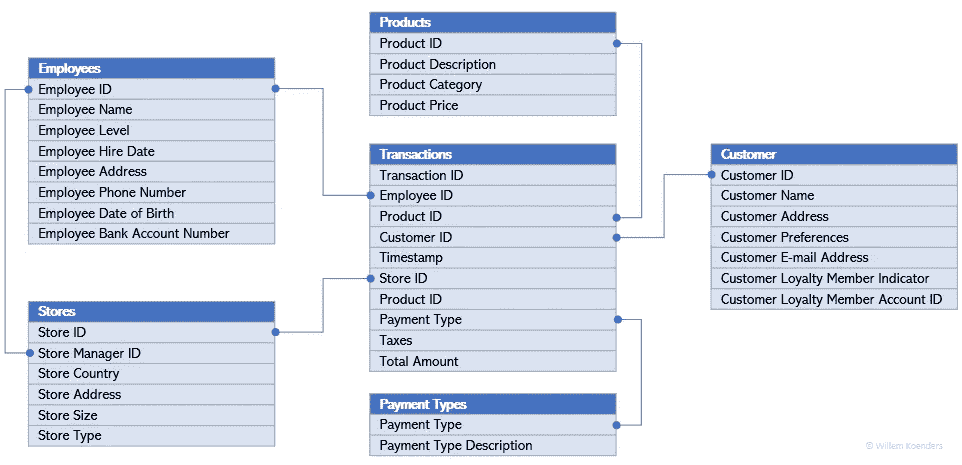 Products
Product ID
Product Description
Product Category
Product Price
Employees
Employee ID
Employee Name
Employee Level
Employee Hire Date
Employee Address
Employee Phone Number
Employee Date of Birth
Employee Bank Account Number
Transactions
Transaction ID
Employee ID
Product ID
Customer ID
Timestamp
Store ID
Product ID
Payment Type
Taxes
Total Amount
Customer
Customer ID
Customer Name
Customer Address
Customer Preferences
Customer E-mail Address
Customer Loyalty Member Indicator
Customer Loyalty Member Account ID
Stores
Store ID
Store Manager ID
Store Country
Store Address
Store Size
Store Type
Payment Types
Payment Type
Payment Type Description
© Willem Koenders